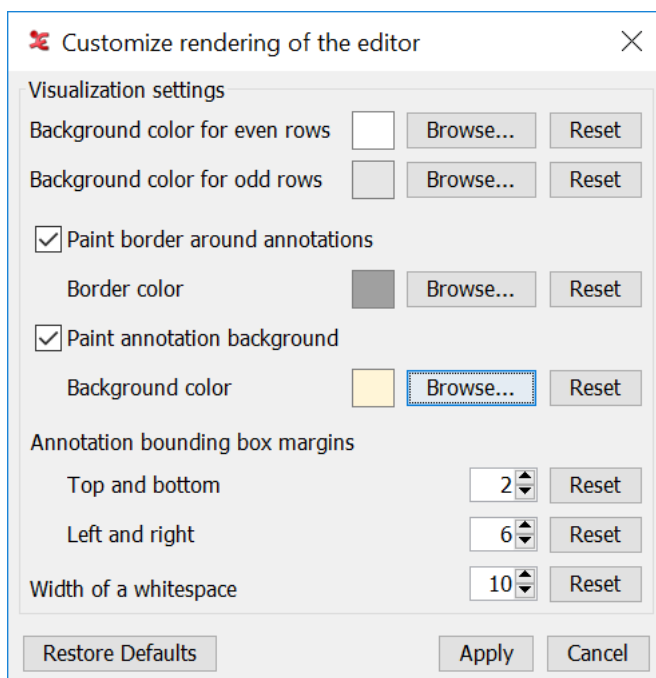 Customize rendering of the editor
Visualization settings
Background color for even rows Browse... Reset
Background color for odd rows Browse... Reset
Paint border around annotations
Border color Browse... Reset
Paint annotation background
Background color Browse... Reset
Annotation bounding box margins
Top and bottom 2 Reset
Left and right 6 Reset
Width of a whitespace 10 Reset
Restore Defaults Apply Cancel